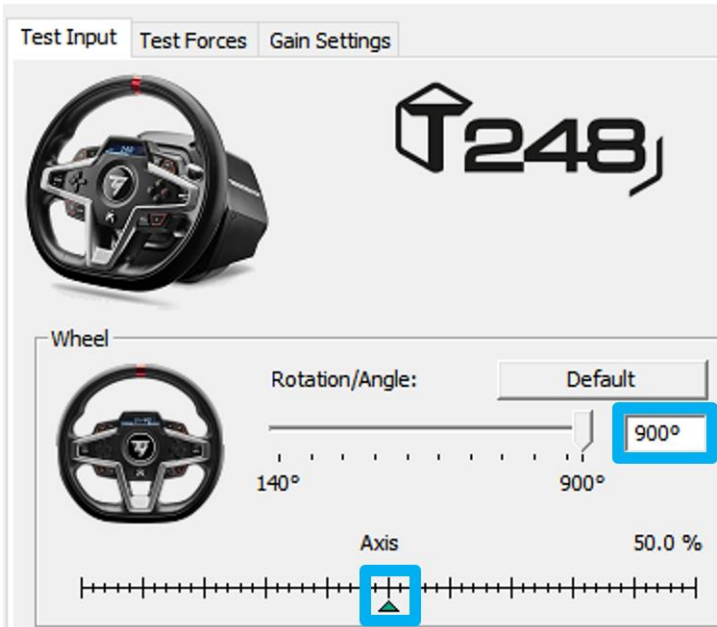 Test Input Test Forces Gain Settings
T248
Wheel
Rotation/Angle: Default
900°
140° 900°
Axis 50.0 %